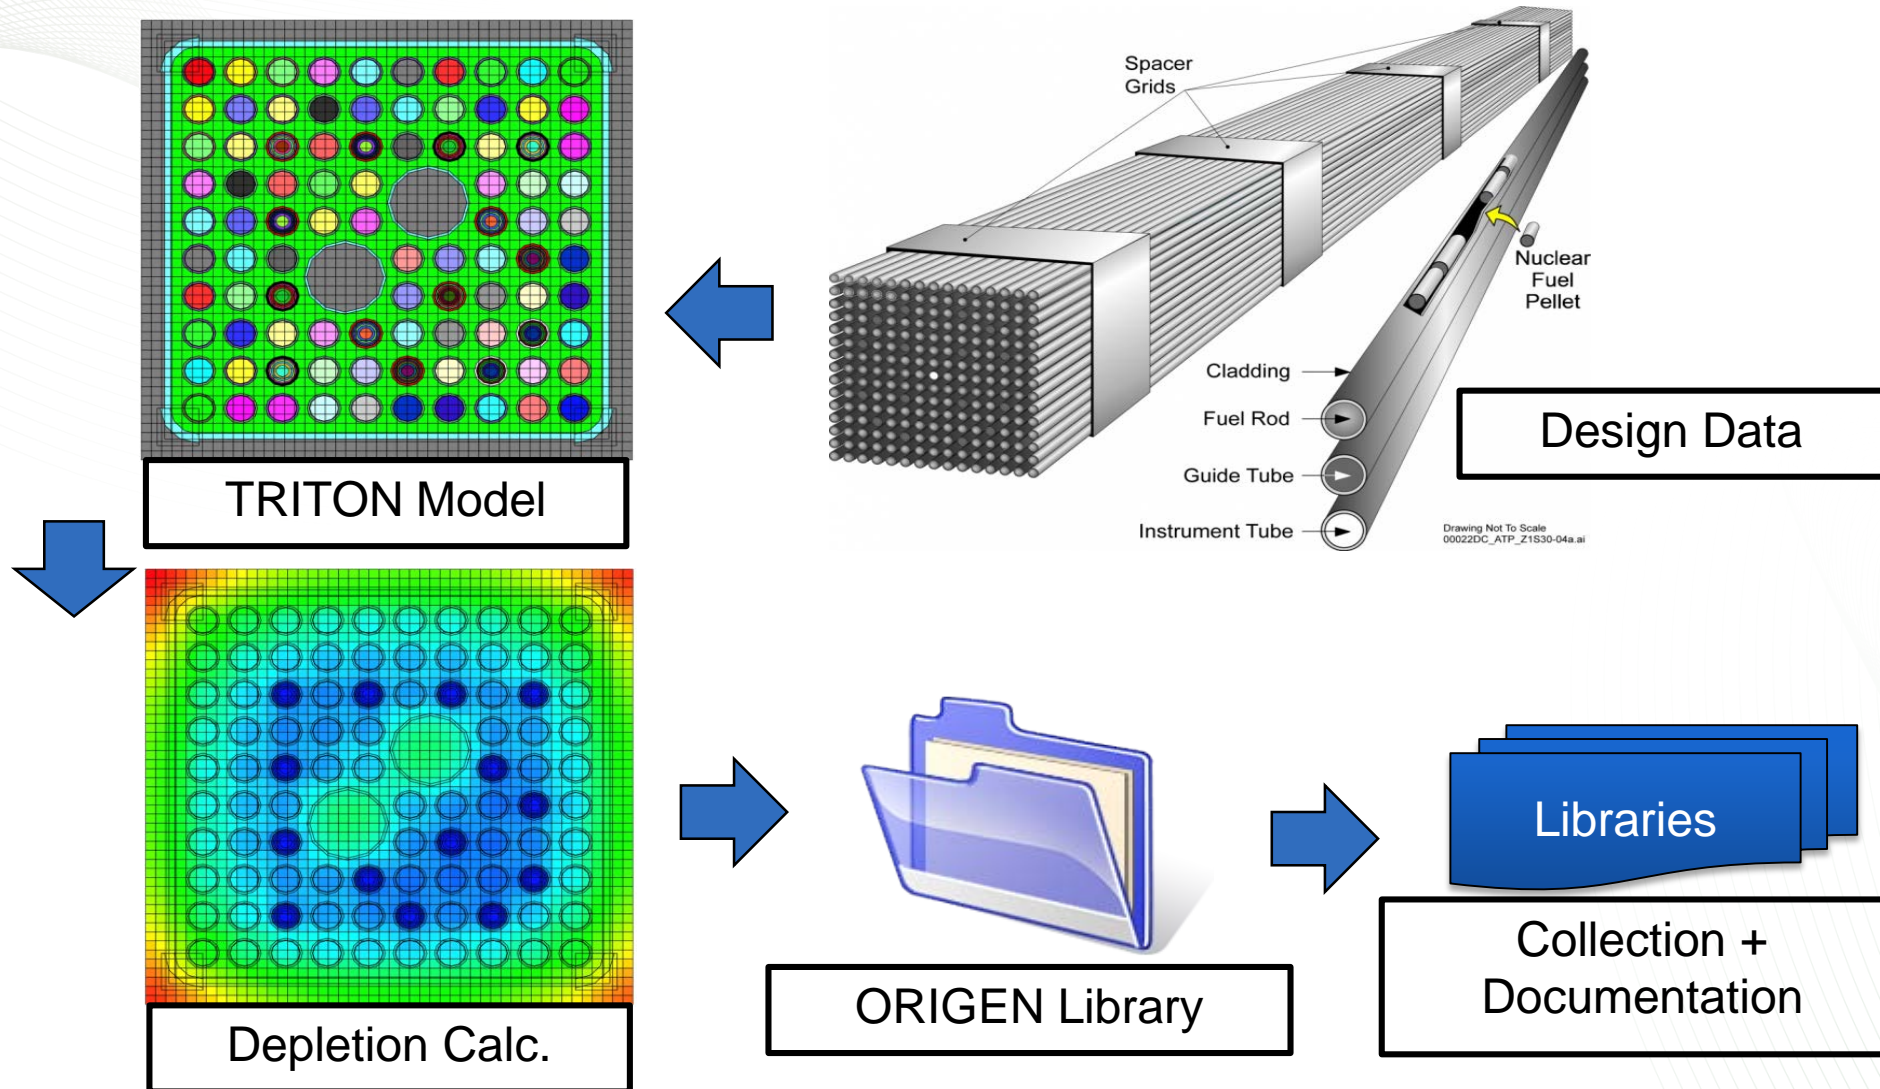 Spacer
Grids
Nuclear
Fuel
Pellet
Cladding
Fuel Rod
Guide Tube
Instrument Tube
Drawing Not To Scale
00022DC_ATP_Z1S30-04a.ai
Design Data
TRITON Model
Depletion Calc.
ORIGEN Library
Libraries
Collection +
Documentation